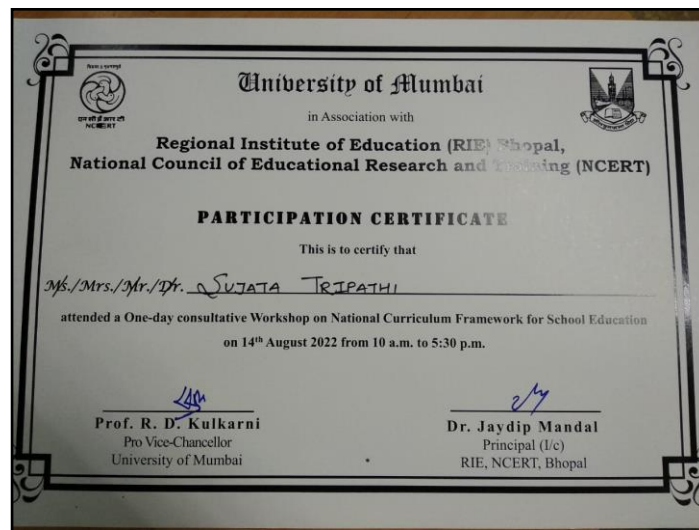 University of Mumbai
in Association with
Regional Institute of Education (RIE) Bhopal,
National Council of Educational Research and Training (NCERT)
एन सी ई आर टी
NCERT
PARTICIPATION CERTIFICATE
This is to certify that
Ms./Mrs./Mr./Dr. SUJATA TRIPATHI
attended a One-day consultative Workshop on National Curriculum Framework for School Education
on 14th August 2022 from 10 a.m. to 5:30 p.m.
Prof. R. D. Kulkarni
Pro Vice-Chancellor
University of Mumbai
Dr. Jaydip Mandal
Principal (I/c)
RIE, NCERT, Bhopal